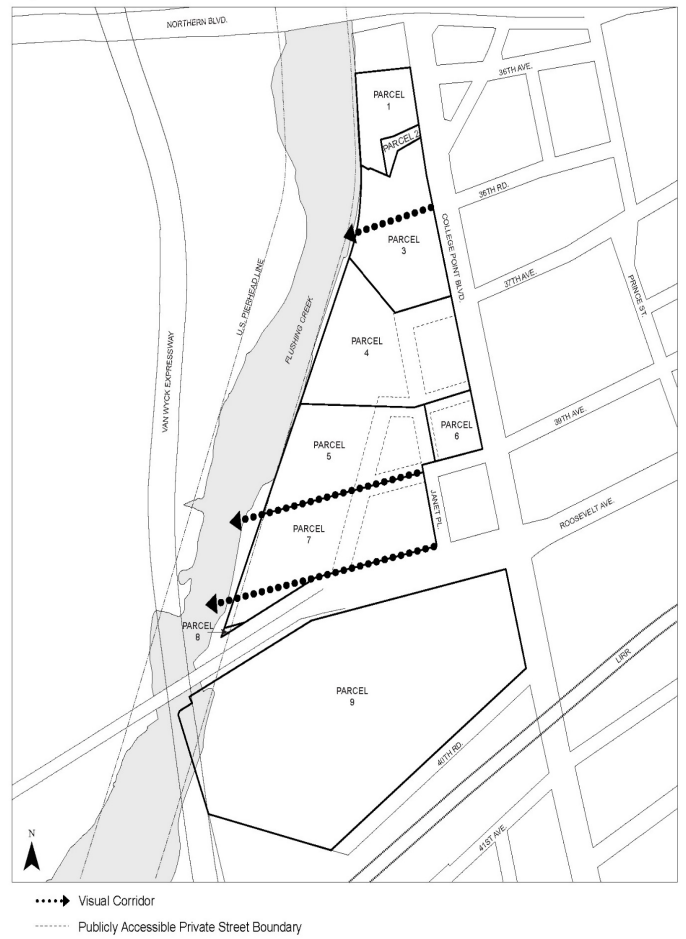 NORTHERN BLVD.
36TH AVE.
PARCEL
1
PARCEL 2
36TH RD.
COLLEGE POINT BLVD.
PARCEL
3
37TH AVE.
PRINCE ST.
U.S. PIERHEAD LINE
FLUSHING CREEK
VAN WYCK EXPRESSWAY
PARCEL
4
39TH AVE.
PARCEL
6
PARCEL
5
JANET PL.
ROOSEVELT AVE.
PARCEL
7
PARCEL
8
LIRR
PARCEL
9
40TH RD.
41ST AVE.
N
Visual Corridor
Publicly Accessible Private Street Boundary